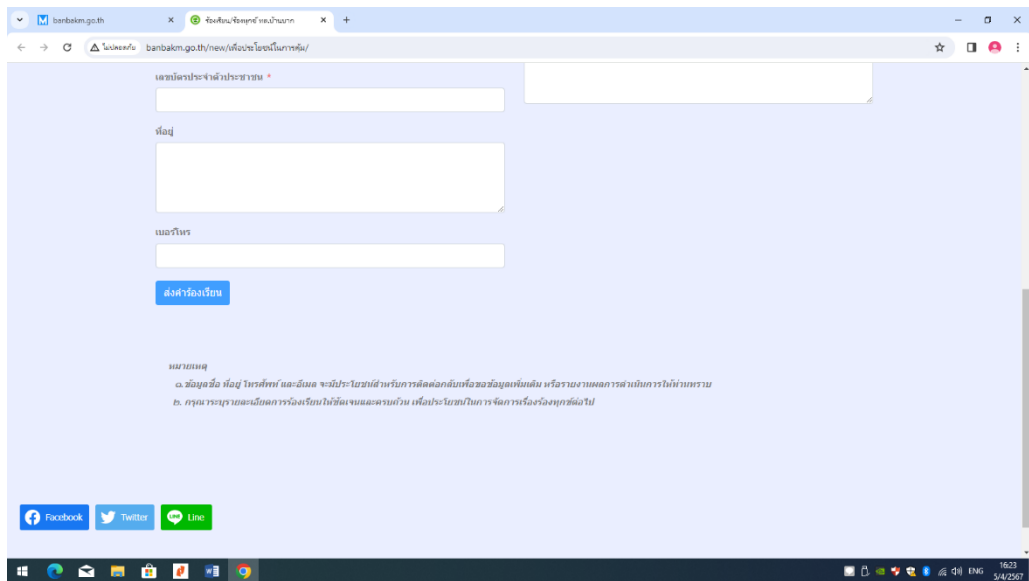 banbakm.go.th
ร้องเรียน/ร้องทุกข์ ทต.บ้านบาก
ไม่ปลอดภัย
banbakm.go.th/new/เพื่อประโยชน์ในการคุ้ม/
เลขบัตรประจำตัวประชาชน *
ที่อยู่
เบอร์โทร
ส่งคำร้องเรียน
หมายเหตุ
๑. ข้อมูลชื่อ ที่อยู่ โทรศัพท์ และอีเมล จะมีประโยชน์สำหรับการติดต่อกลับเพื่อขอข้อมูลเพิ่มเติม หรือรายงานผลการดำเนินการให้ท่านทราบ
๒. กรุณาระบุรายละเอียดการร้องเรียนให้ชัดเจนและครบถ้วน เพื่อประโยชน์ในการจัดการเรื่องร้องทุกข์ต่อไป
Facebook
Twitter
Line
ENG
16:23
5/4/2567